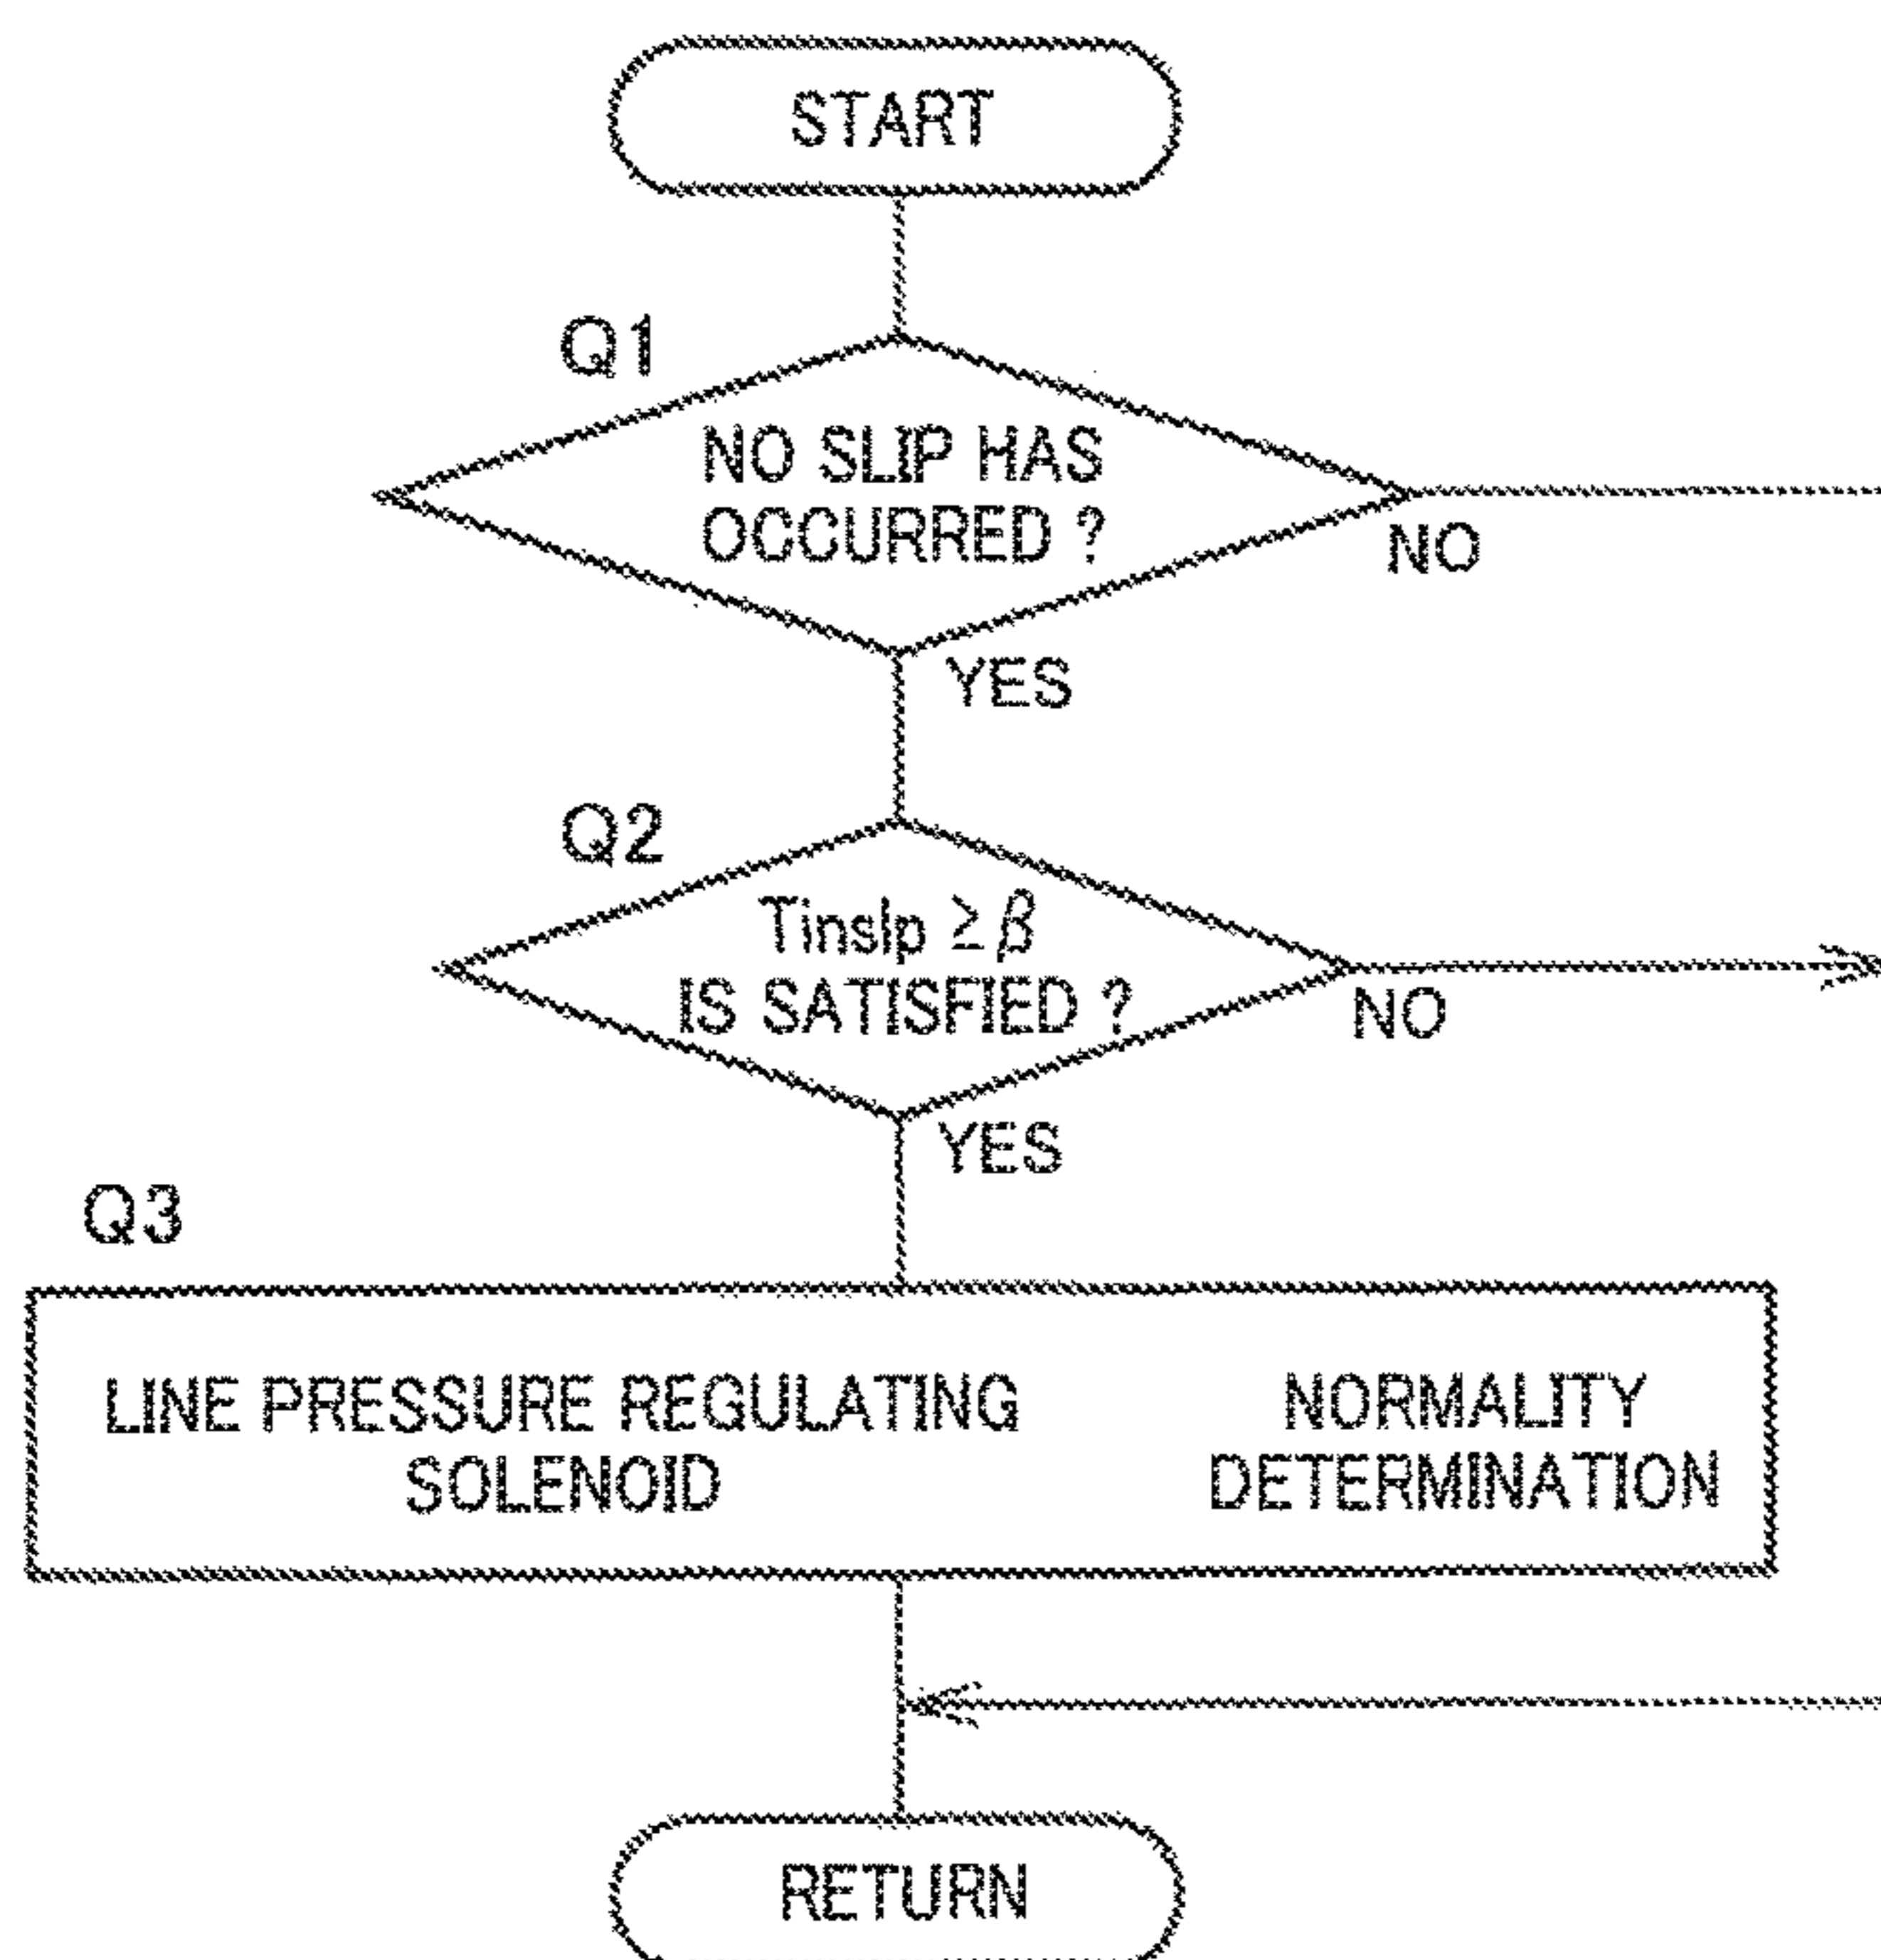 START
Q1
NO SLIP HAS
OCCURRED ?
NO
YES
Q2
Tinslp ≥ β
IS SATISFIED ?
NO
YES
Q3
LINE PRESSURE REGULATING
SOLENOID
NORMALITY
DETERMINATION
RETURN